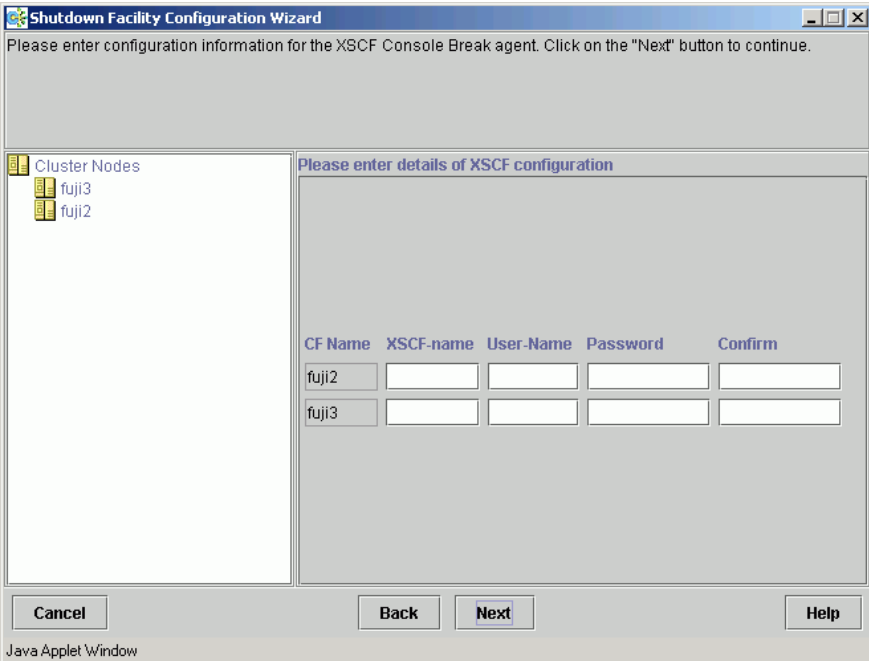 Shutdown Facility Configuration Wizard
Please enter configuration information for the XSCF Console Break agent. Click on the "Next" button to continue.
Cluster Nodes
fuji3
fuji2
Please enter details of XSCF configuration
CF Name XSCF-name User-Name Password Confirm
fuji2
fuji3
Cancel Back Next Help
Java Applet Window